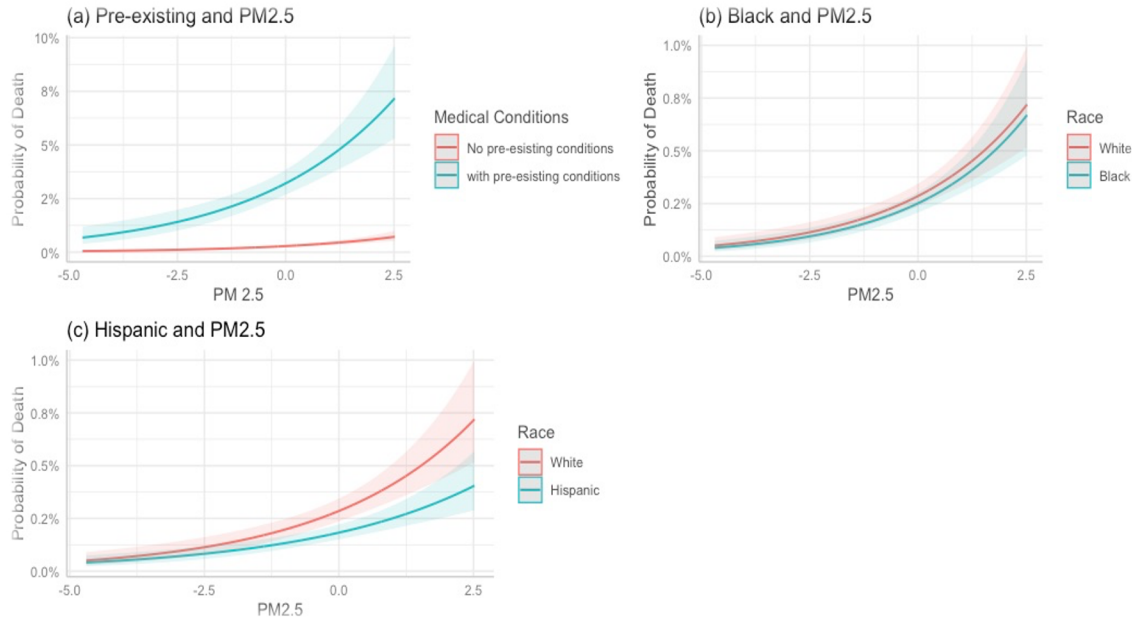 (a) Pre-existing and PM2.5
10%
8%
5%
2%
0%
Probability of Death
-5.0 -2.5 0.0 2.5
PM 2.5
Medical Conditions
No pre-esisting conditions
with pre-esisting conditions
(b) Black and PM2.5
1.0%
0.8%
0.5%
0.2%
0.0%
Probability of Death
-5.0 -2.5 0.0 2.5
PM2.5
Race
White
Black
(c) Hispanic and PM2.5
1.0%
0.8%
0.5%
0.2%
0.0%
Probability of Death
-5.0 -2.5 0.0 2.5
PM2.5
Race
White
Hispanic